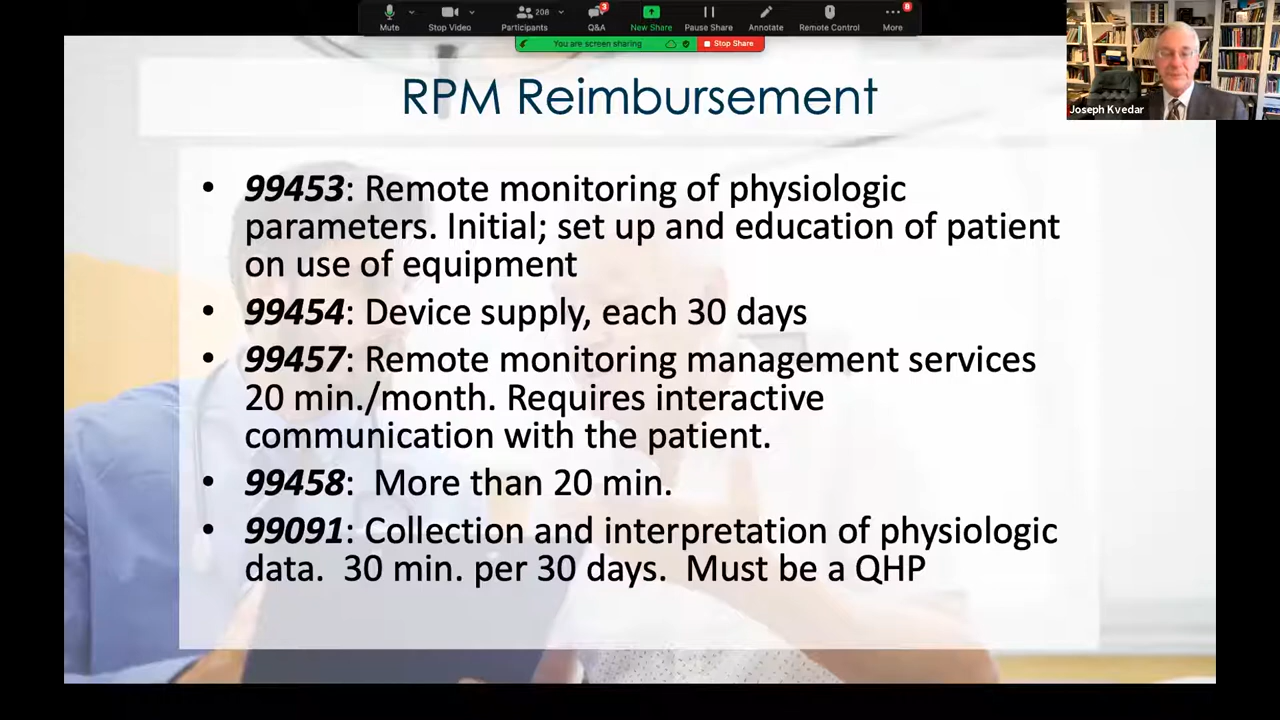 208
3
8
Mute
Stop Video
Participants
Q&A
New Share
Pause Share
Annotate
Remote Control
More
You are screen sharing
Stop Share
Joseph Kvedar
RPM Reimbursement
• 99453: Remote monitoring of physiologic
parameters. Initial; set up and education of patient
on use of equipment
• 99454: Device supply, each 30 days
• 99457: Remote monitoring management services
20 min./month. Requires interactive
communication with the patient.
• 99458: More than 20 min.
• 99091: Collection and interpretation of physiologic
data. 30 min. per 30 days. Must be a QHP